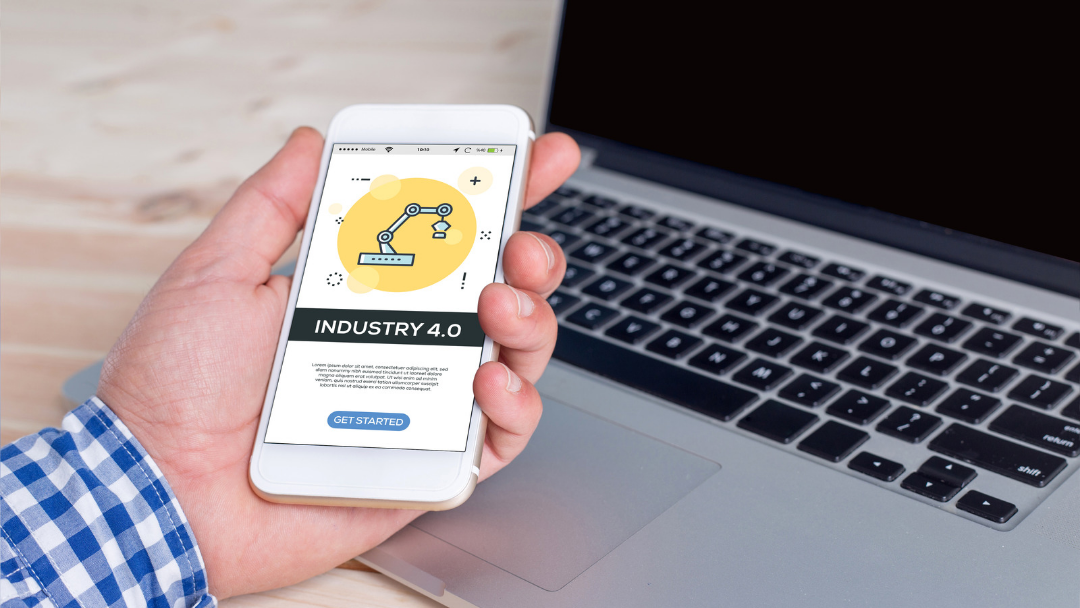 Mobile 10:10 %40
INDUSTRY 4.0
Lorem ipsum dolor sit amet, consectetuer adipiscing elit, sed
diam nonummy nibh euismod tincidunt ut laoreet dolore
magna aliquam erat volutpat. Ut wisi enim ad minim
veniam, quis nostrud exerci tation ullamcorper suscipit
lobortis nisl ut aliquip ex ea commodo consequat.
GET STARTED
return
shift